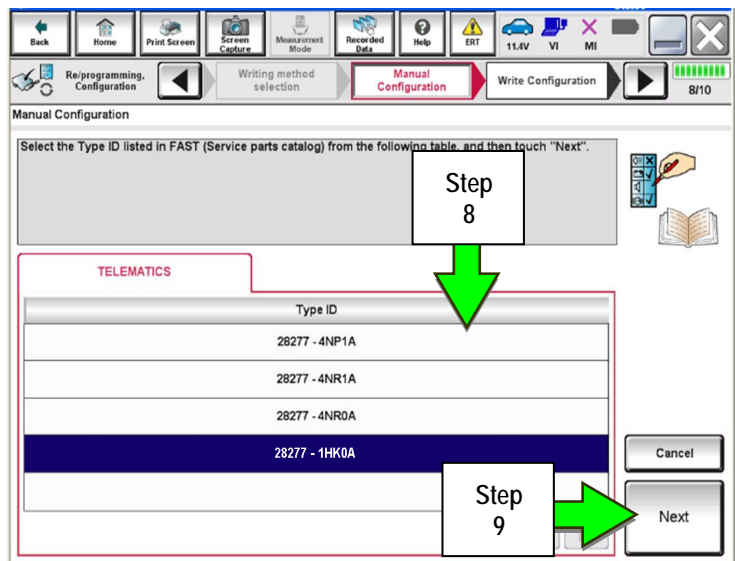 Back
Home
Print Screen
Screen
Capture
Measurement
Mode
Recorded
Data
Help
ERT
11.4V
VI
MI
Re/programming,
Configuration
Writing method
selection
Manual
Configuration
Write Configuration
8/10
Manual Configuration
Select the Type ID listed in FAST (Service parts catalog) from the following table, and then touch "Next".
Step
8
TELEMATICS
Type ID
28277 - 4NP1A
28277 - 4NR1A
28277 - 4NR0A
28277 - 1HK0A
Cancel
Step
9
Next